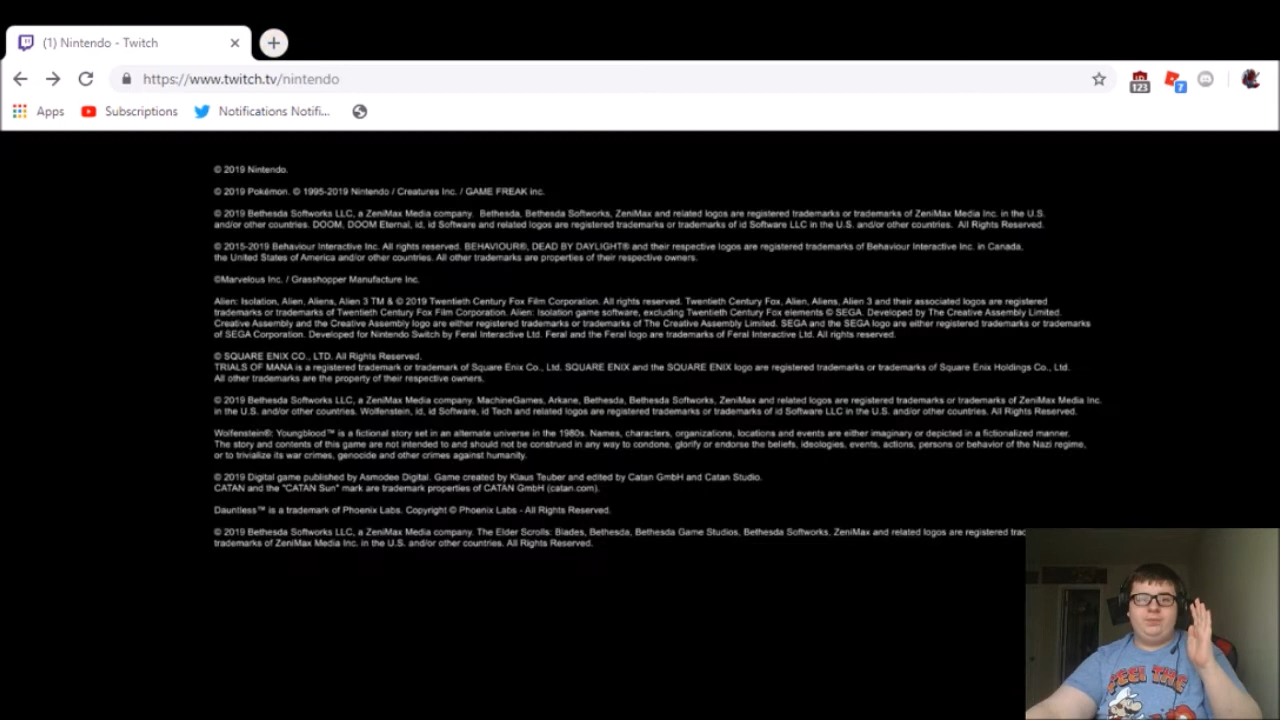 (1) Nintendo - Twitch
https://www.twitch.tv/nintendo
123
7
Apps
Subscriptions
Notifications Notifi...
© 2019 Nintendo.
© 2019 Pokémon. © 1995-2019 Nintendo / Creatures Inc. / GAME FREAK inc.
© 2019 Bethesda Softworks LLC, a ZeniMax Media company. Bethesda, Bethesda Softworks, ZeniMax and related logos are registered trademarks or trademarks of ZeniMax Media Inc. in the U.S.
and/or other countries. DOOM, DOOM Eternal, id, id Software and related logos are registered trademarks or trademarks of id Software LLC in the U.S. and/or other countries. All Rights Reserved.
© 2015-2019 Behaviour Interactive Inc. All rights reserved. BEHAVIOUR®, DEAD BY DAYLIGHT® and their respective logos are registered trademarks of Behaviour Interactive Inc. in Canada,
the United States of America and/or other countries. All other trademarks are properties of their respective owners.
©Marvelous Inc. / Grasshopper Manufacture Inc.
Alien: Isolation, Alien, Aliens, Alien 3 TM & © 2019 Twentieth Century Fox Film Corporation. All rights reserved. Twentieth Century Fox, Alien, Aliens, Alien 3 and their associated logos are registered
trademarks or trademarks of Twentieth Century Fox Film Corporation. Alien: Isolation game software, excluding Twentieth Century Fox elements © SEGA. Developed by The Creative Assembly Limited.
Creative Assembly and the Creative Assembly logo are either registered trademarks or trademarks of The Creative Assembly Limited. SEGA and the SEGA logo are either registered trademarks or trademarks
of SEGA Corporation. Developed for Nintendo Switch by Feral Interactive Ltd. Feral and the Feral logo are trademarks of Feral Interactive Ltd. All rights reserved.
© SQUARE ENIX CO., LTD. All Rights Reserved.
TRIALS OF MANA is a registered trademark or trademark of Square Enix Co., Ltd. SQUARE ENIX and the SQUARE ENIX logo are registered trademarks or trademarks of Square Enix Holdings Co., Ltd.
All other trademarks are the property of their respective owners.
© 2019 Bethesda Softworks LLC, a ZeniMax Media company. MachineGames, Arkane, Bethesda, Bethesda Softworks, ZeniMax and related logos are registered trademarks or trademarks of ZeniMax Media Inc.
in the U.S. and/or other countries. Wolfenstein, id, id Software, id Tech and related logos are registered trademarks or trademarks of id Software LLC in the U.S. and/or other countries. All Rights Reserved.
Wolfenstein®: Youngblood™ is a fictional story set in an alternate universe in the 1980s. Names, characters, organizations, locations and events are either imaginary or depicted in a fictionalized manner.
The story and contents of this game are not intended to and should not be construed in any way to condone, glorify or endorse the beliefs, ideologies, events, actions, persons or behavior of the Nazi regime,
or to trivialize its war crimes, genocide and other crimes against humanity.
© 2019 Digital game published by Asmodee Digital. Game created by Klaus Teuber and edited by Catan GmbH and Catan Studio.
CATAN and the "CATAN Sun" mark are trademark properties of CATAN GmbH (catan.com).
Dauntless™ is a trademark of Phoenix Labs. Copyright © Phoenix Labs - All Rights Reserved.
© 2019 Bethesda Softworks LLC, a ZeniMax Media company. The Elder Scrolls: Blades, Bethesda, Bethesda Game Studios, Bethesda Softworks, ZeniMax and related logos are registered
trademarks of ZeniMax Media Inc. in the U.S. and/or other countries. All Rights Reserved.
FEEL THE